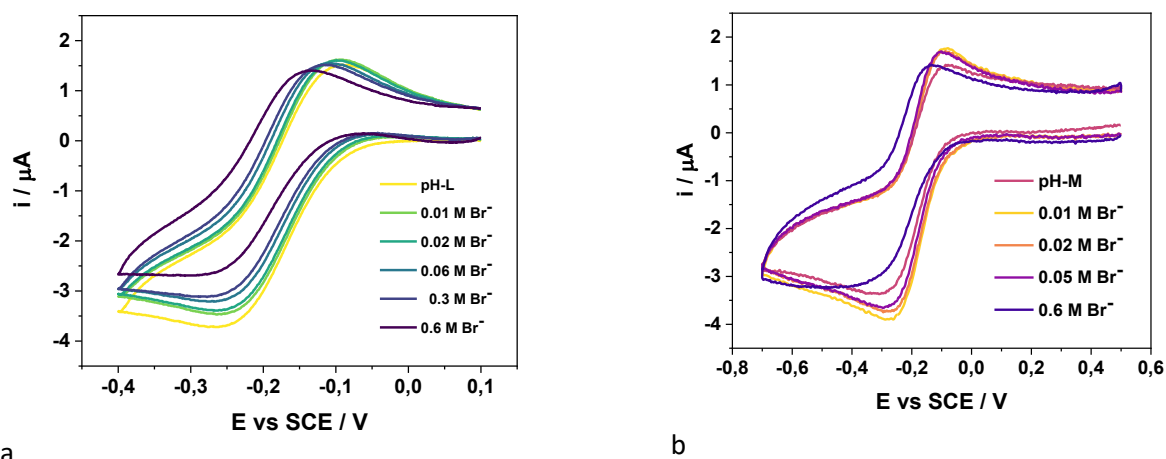 2
1
0
-1
-2
-3
-4
i / µA
pH-L
0.01 M Br⁻
0.02 M Br⁻
0.06 M Br⁻
0.3 M Br⁻
0.6 M Br⁻
-0,4 -0,3 -0,2 -0,1 0,0 0,1
E vs SCE / V
a
2
1
0
-1
-2
-3
-4
i / µA
pH-M
0.01 M Br⁻
0.02 M Br⁻
0.05 M Br⁻
0.6 M Br⁻
-0,8 -0,6 -0,4 -0,2 0,0 0,2 0,4 0,6
E vs SCE / V
b